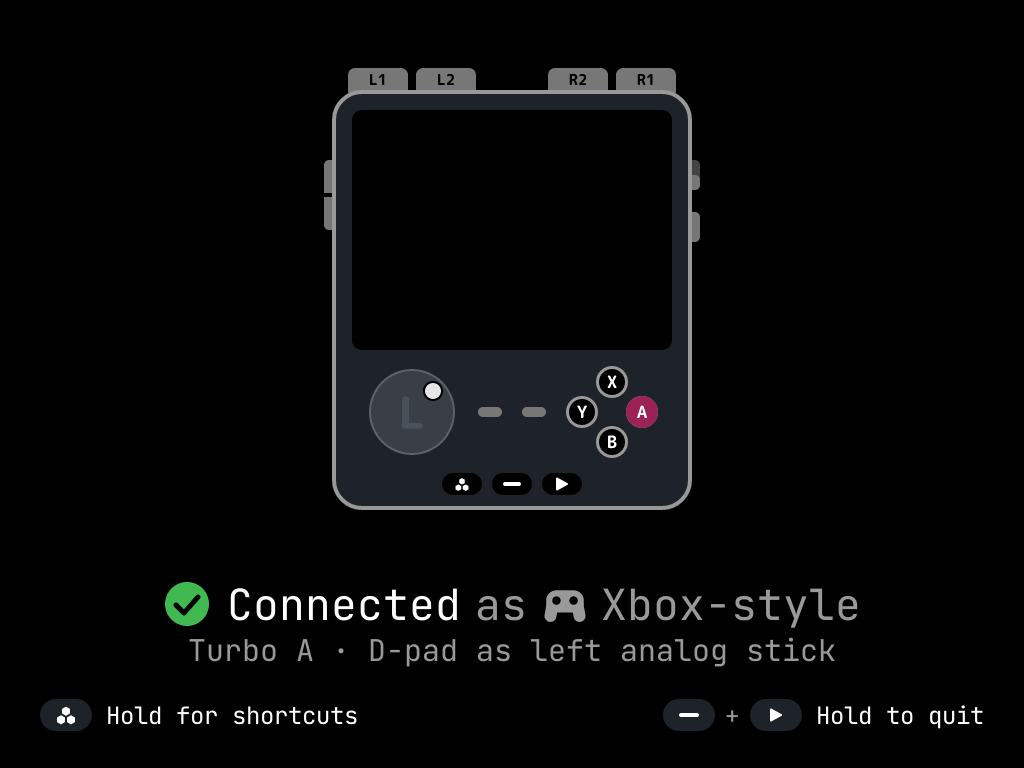 L1 L2 R2 R1
L
X
Y A
B
Connected as Xbox-style
Turbo A · D-pad as left analog stick
Hold for shortcuts + Hold to quit